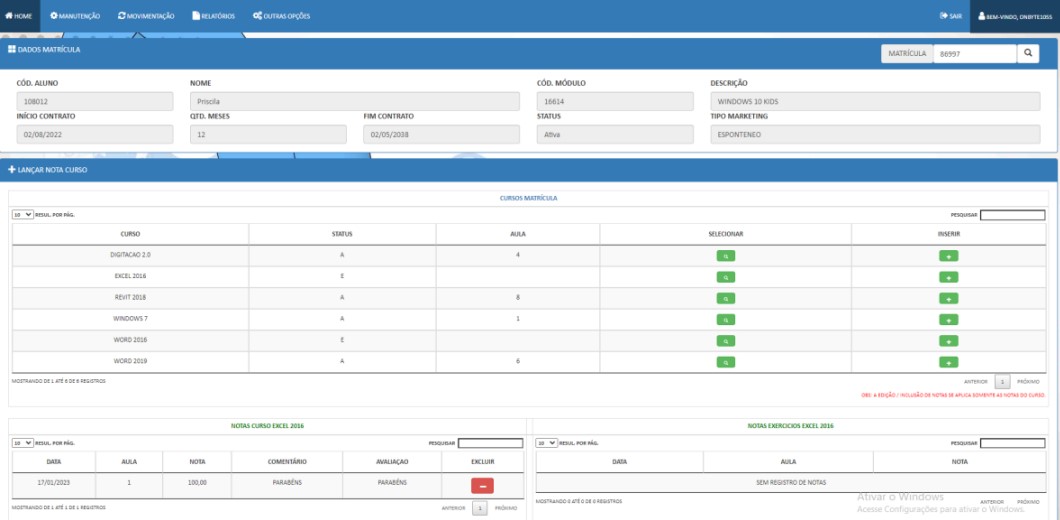 HOME MANUTENÇÃO MOVIMENTAÇÃO RELATÓRIOS OUTRAS OPÇÕES SAIR BEM-VINDO, ONBYTE1055
DADOS MATRÍCULA MATRÍCULA 86997
CÓD. ALUNO NOME CÓD. MÓDULO DESCRIÇÃO
108012 Priscila 16614 WINDOWS 10 KIDS
INÍCIO CONTRATO QTD. MESES FIM CONTRATO STATUS TIPO MARKETING
02/08/2022 12 02/05/2038 Ativa ESPONTENEO
LANÇAR NOTA CURSO
CURSOS MATRÍCULA
10 RESUL. POR PÁG. PESQUISAR
CURSO STATUS AULA SELECIONAR INSERIR
DIGITACAO 2.0 A 4
EXCEL 2016 E
REVIT 2018 A 8
WINDOWS 7 A 1
WORD 2016 E
WORD 2019 A 6
MOSTRANDO DE 1 ATÉ 6 DE 6 REGISTROS ANTERIOR 1 PRÓXIMO
OBS: A EDIÇÃO / INCLUSÃO DE NOTAS SE APLICA SOMENTE AS NOTAS DO CURSO
NOTAS CURSO EXCEL 2016 NOTAS EXERCICIOS EXCEL 2016
10 RESUL. POR PÁG. PESQUISAR 10 RESUL. POR PÁG. PESQUISAR
DATA AULA NOTA COMENTÁRIO AVALIAÇAO EXCLUIR DATA AULA NOTA
17/01/2023 1 100,00 PARABÉNS PARABÉNS SEM REGISTRO DE NOTAS
MOSTRANDO DE 1 ATÉ 1 DE 1 REGISTROS ANTERIOR 1 PRÓXIMO MOSTRANDO 0 ATÉ 0 DE 0 REGISTROS ANTERIOR PRÓXIMO
Ativar o Windows
Acesse Configurações para ativar o Windows.